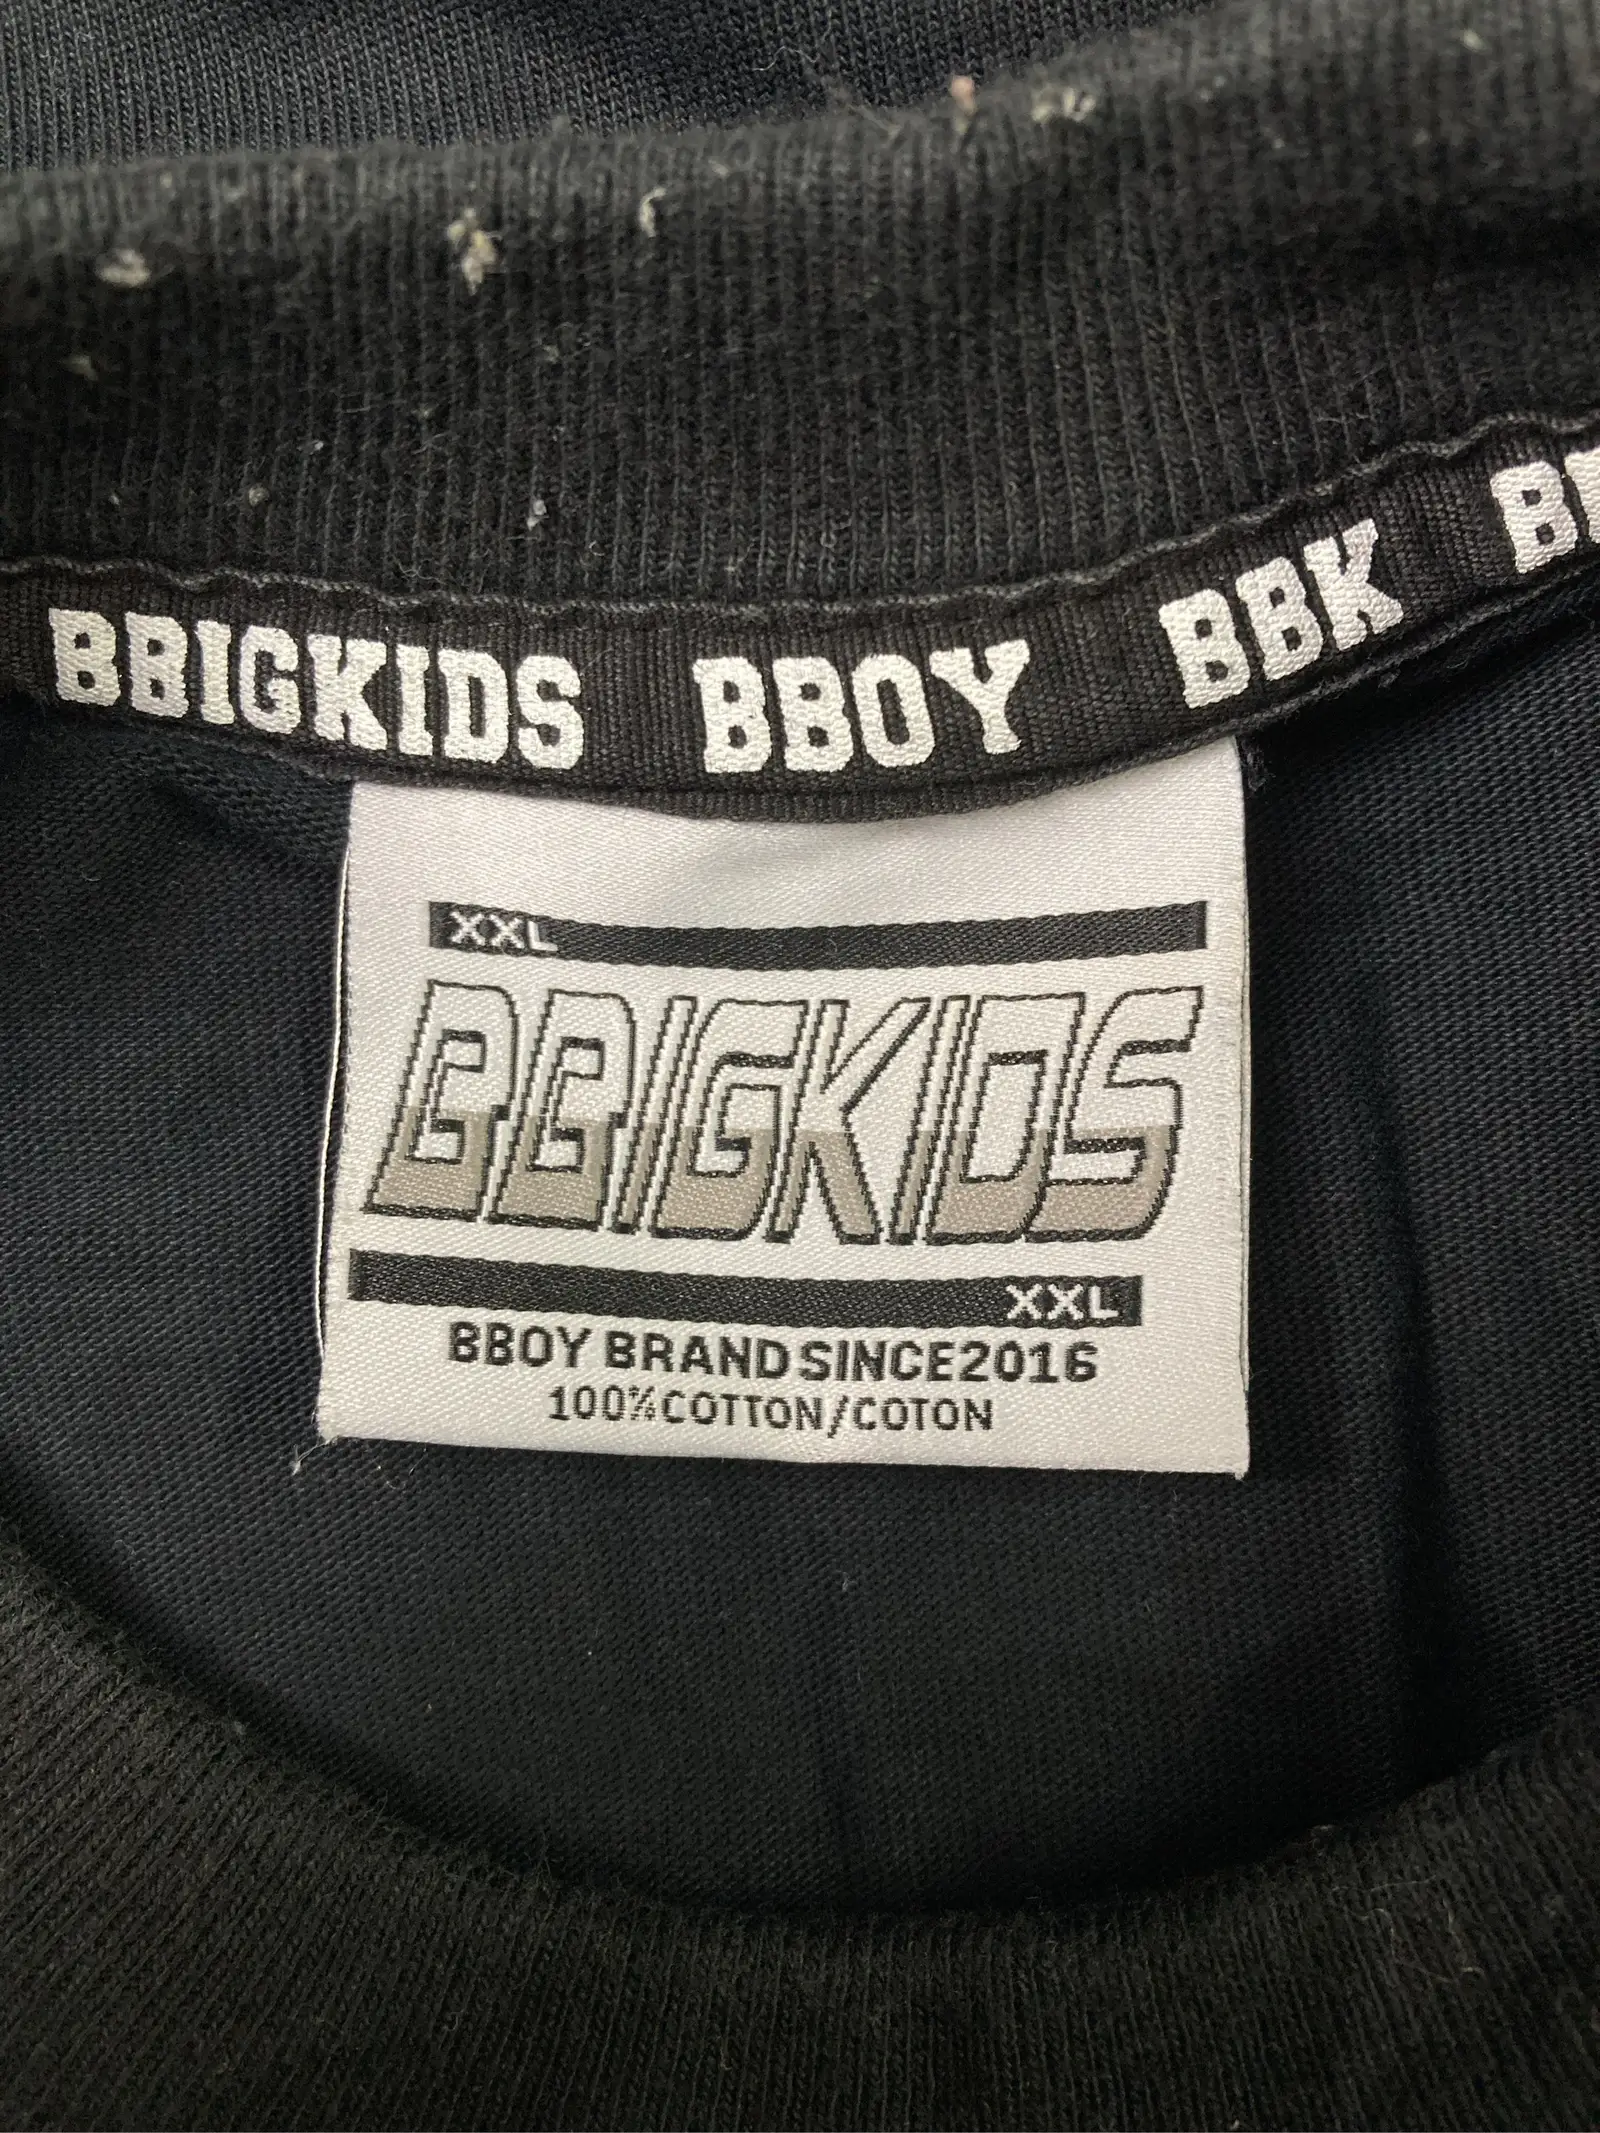 BBIGKIDS BBOY BBK
XXL
BBIGKIDS
XXL
BBOY BRAND SINCE2016
100%COTTON/COTON